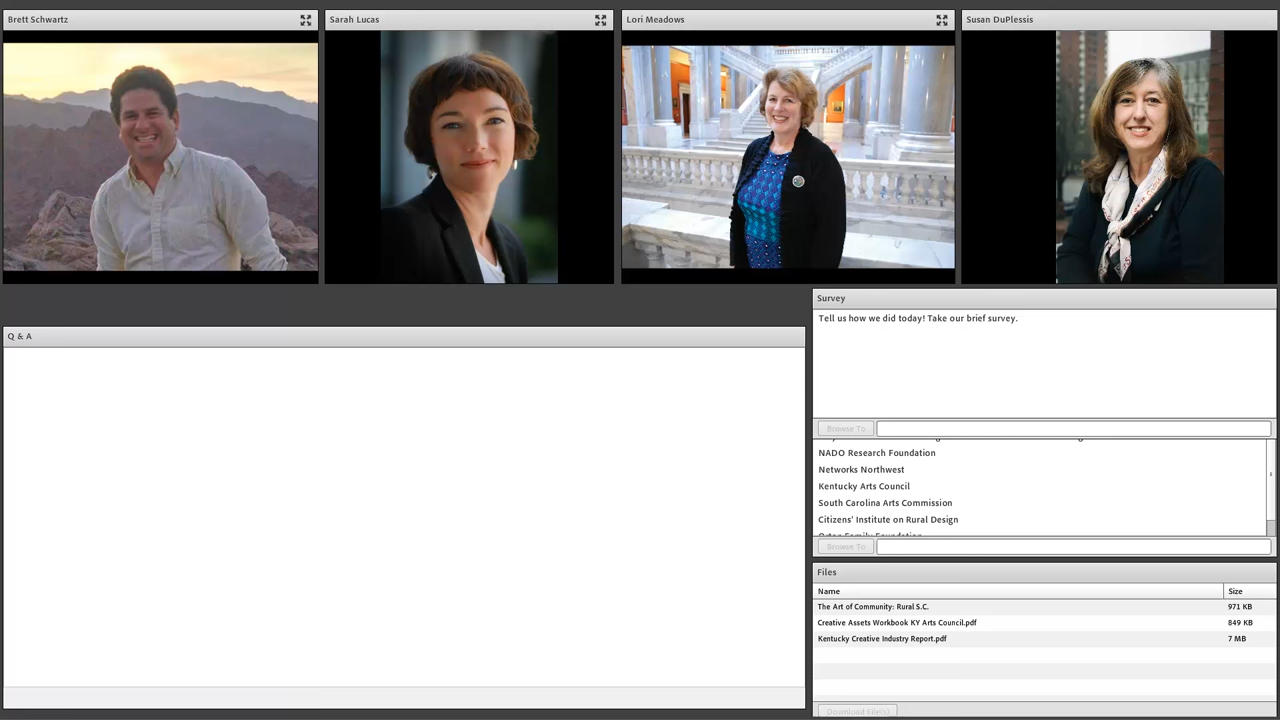 Brett Schwartz
Sarah Lucas
Lori Meadows
Susan DuPlessis
Q & A
Survey
Tell us how we did today! Take our brief survey.
Browse To
NADO Research Foundation
Networks Northwest
Kentucky Arts Council
South Carolina Arts Commission
Citizens' Institute on Rural Design
Orton Family Foundation
Browse To
Files
Name Size
The Art of Community: Rural S.C. 971 KB
Creative Assets Workbook KY Arts Council.pdf 849 KB
Kentucky Creative Industry Report.pdf 7 MB
Download File(s)